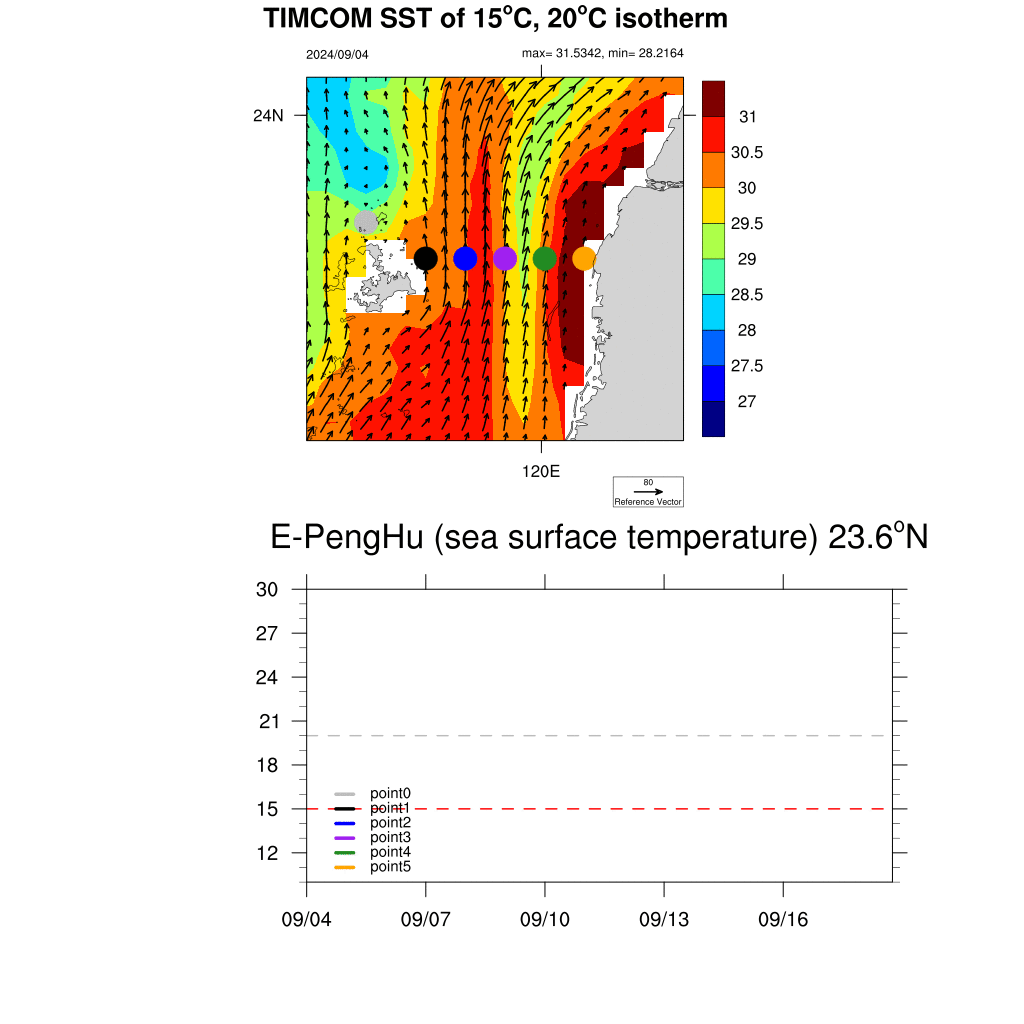 TIMCOM SST of 15°C, 20°C isotherm
2024/09/04 max= 31.5342, min= 28.2164
24N
31
30.5
30
29.5
29
28.5
28
27.5
27
120E
80
Reference Vector
E-PengHu (sea surface temperature) 23.6°N
30
27
24
21
18
15
12
point0
point1
point2
point3
point4
point5
09/04 09/07 09/10 09/13 09/16